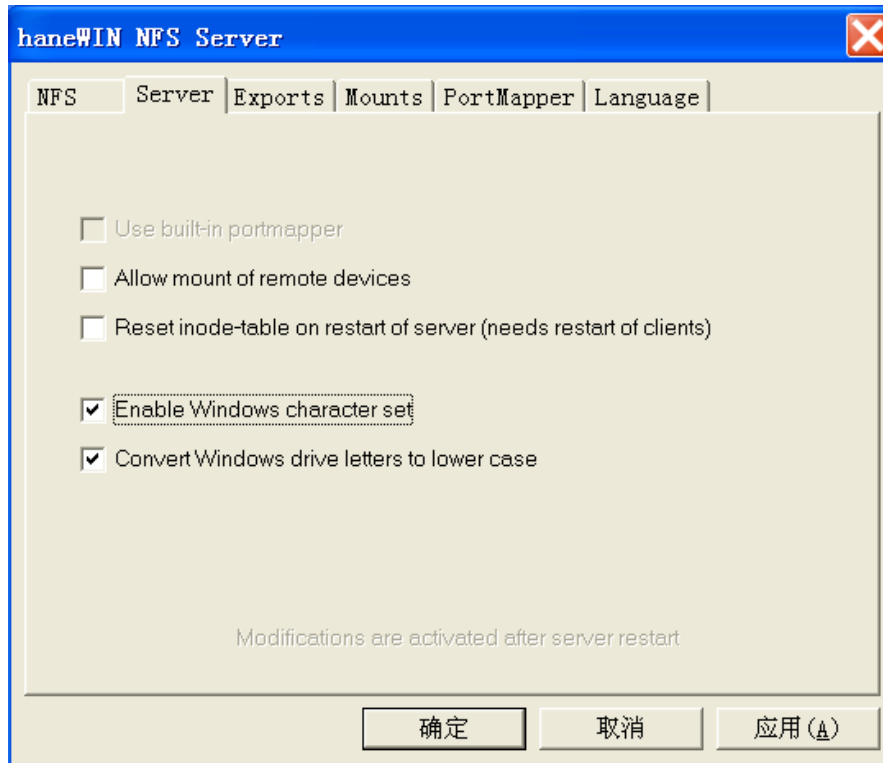 haneWIN NFS Server
NFS Server Exports Mounts PortMapper Language
Use built-in portmapper
Allow mount of remote devices
Reset inode-table on restart of server (needs restart of clients)
Enable Windows character set
Convert Windows drive letters to lower case
Modifications are activated after server restart
确定 取消 应用(A)